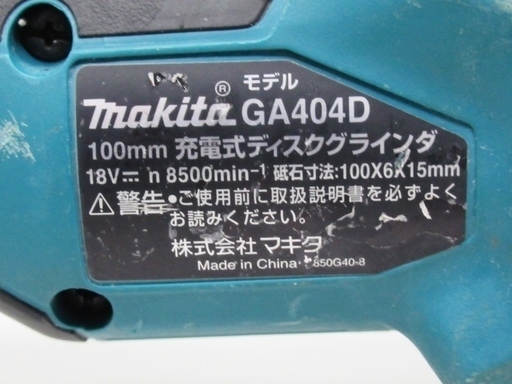 モデル
makita® GA404D
100mm 充電式ディスクグラインダ
18V⎓ n 8500min⁻¹ 砥石寸法:100X6X15mm
⚠警告 •ご使用前に取扱説明書を必ずよく
お読みください。
株式会社 マキタ
Made in China 850G40-8